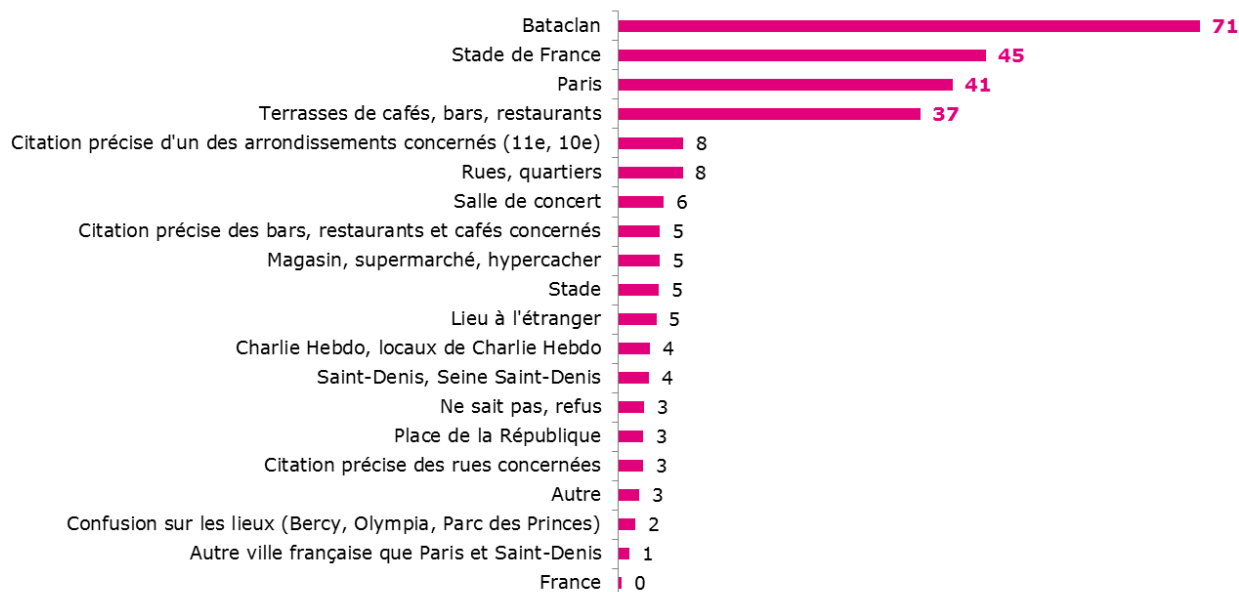 Bataclan 71
Stade de France 45
Paris 41
Terrasses de cafés, bars, restaurants 37
Citation précise d'un des arrondissements concernés (11e, 10e) 8
Rues, quartiers 8
Salle de concert 6
Citation précise des bars, restaurants et cafés concernés 5
Magasin, supermarché, hypercacher 5
Stade 5
Lieu à l'étranger 5
Charlie Hebdo, locaux de Charlie Hebdo 4
Saint-Denis, Seine Saint-Denis 4
Ne sait pas, refus 3
Place de la République 3
Citation précise des rues concernées 3
Autre 3
Confusion sur les lieux (Bercy, Olympia, Parc des Princes) 2
Autre ville française que Paris et Saint-Denis 1
France 0